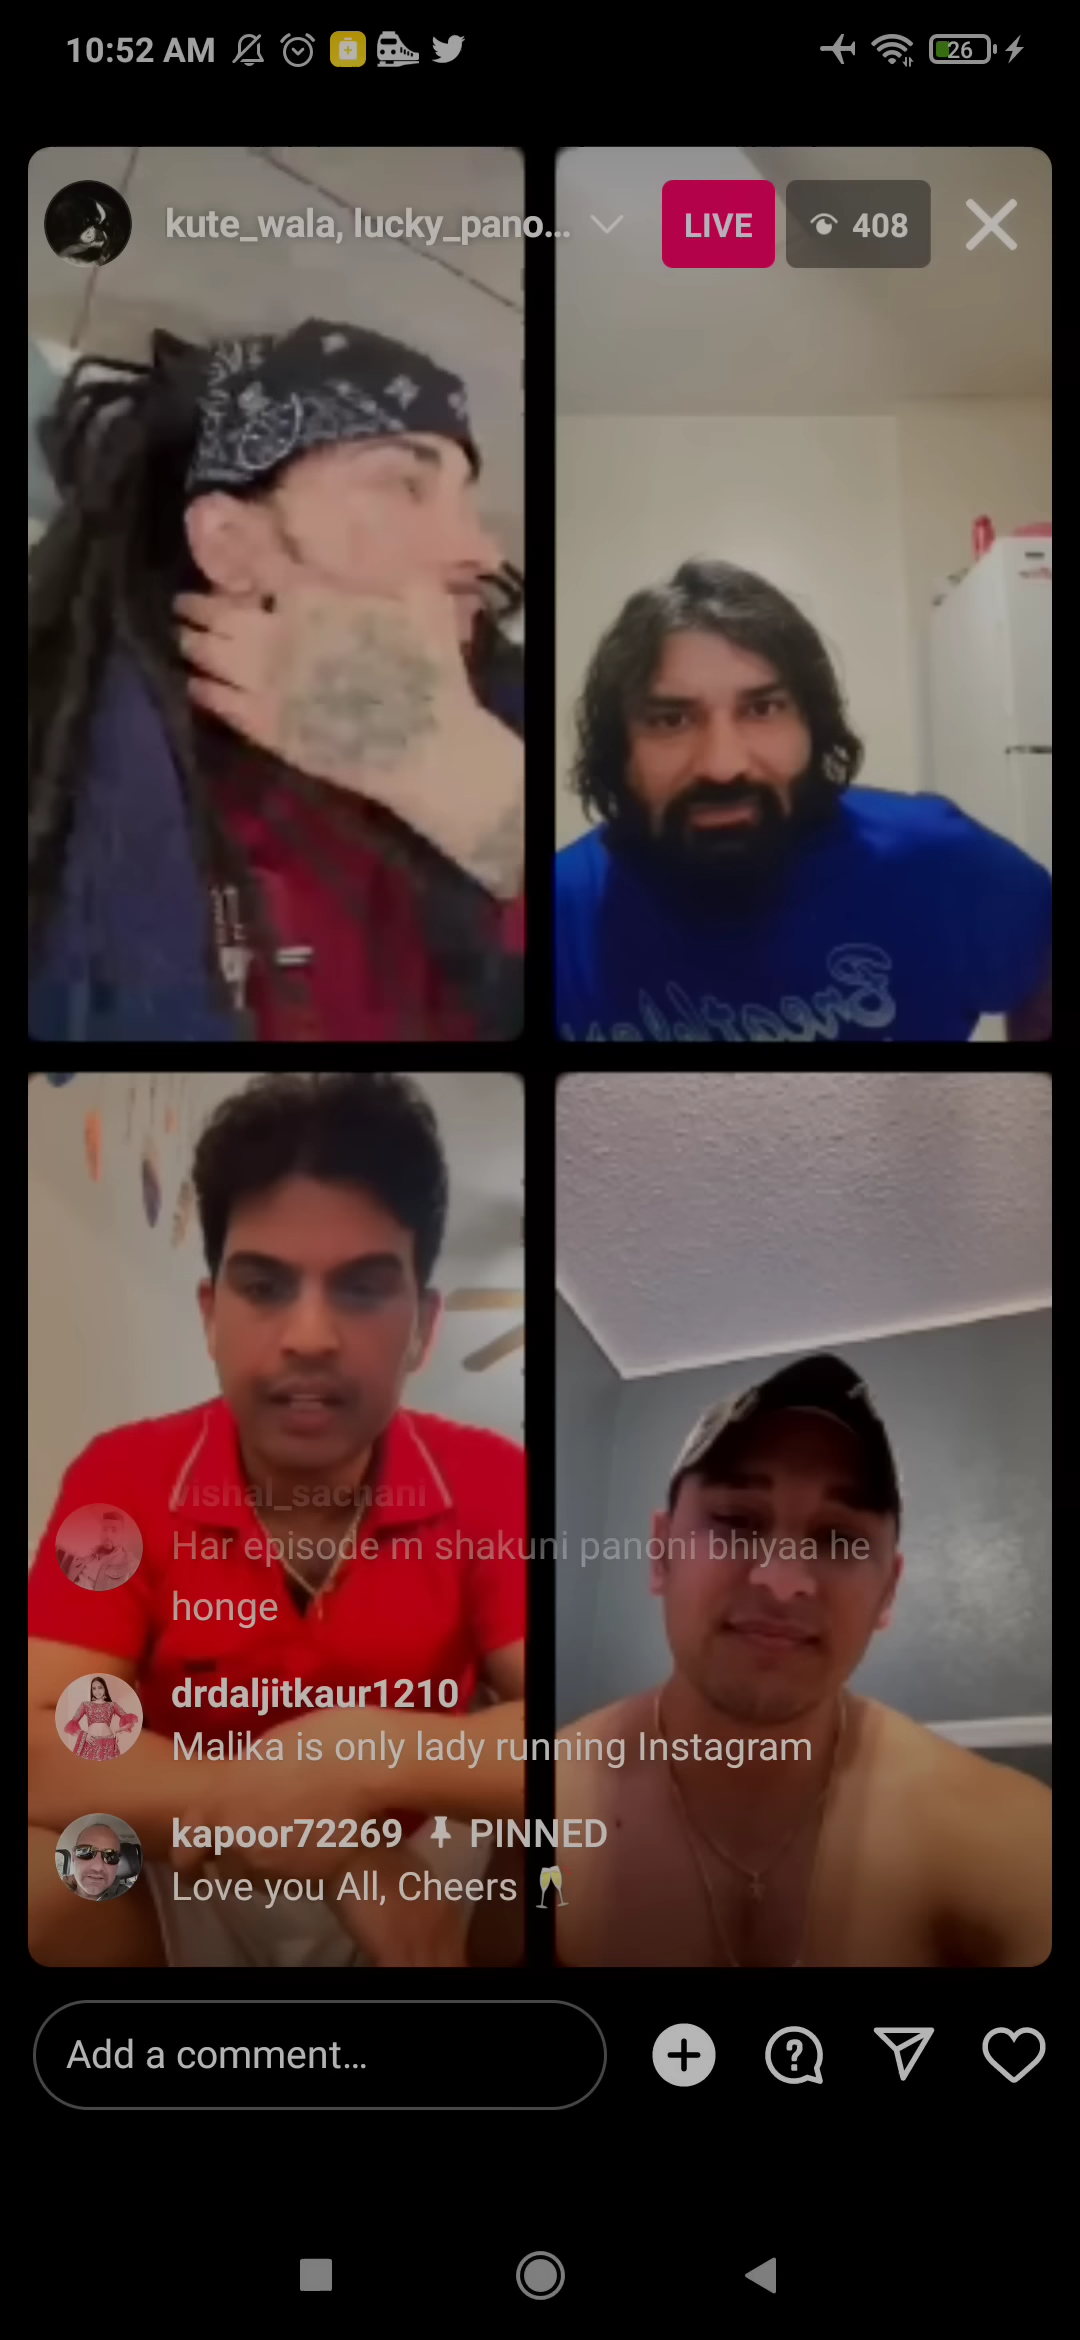 10:52 AM
26
kute_wala, lucky_pano...
LIVE
408
vishal_sachani
Har episode m shakuni panoni bhiyaa he
honge
drdaljitkaur1210
Malika is only lady running Instagram
kapoor72269 PINNED
Love you All, Cheers 🥂
Add a comment...